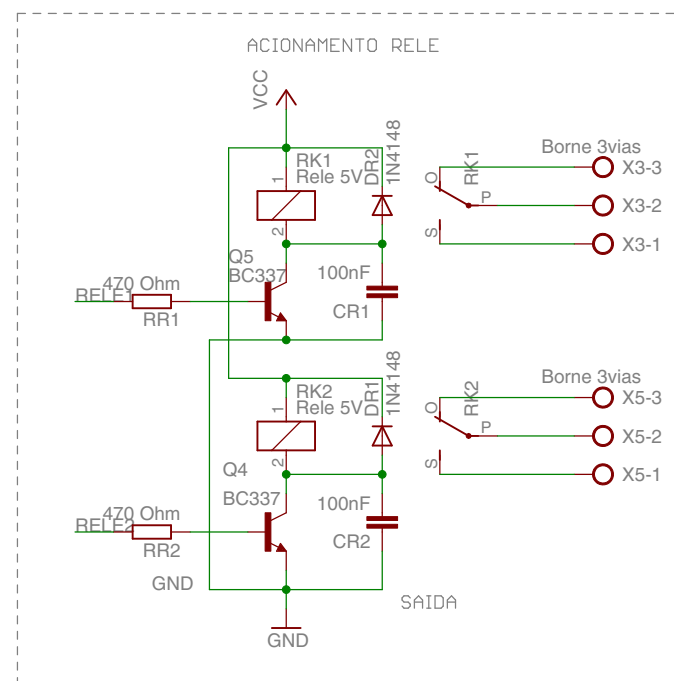 ACIONAMENTO RELE
VCC
RK1
Rele 5V
1
2
DR2
1N4148
Q5
BC337
100nF
CR1
470 Ohm
RELE1
RR1
Borne 3vias
RK1
O
P
S
X3-3
X3-2
X3-1
RK2
Rele 5V
1
2
DR1
1N4148
Q4
BC337
100nF
CR2
470 Ohm
RELE2
RR2
GND
Borne 3vias
RK2
O
P
S
X5-3
X5-2
X5-1
SAIDA
GND